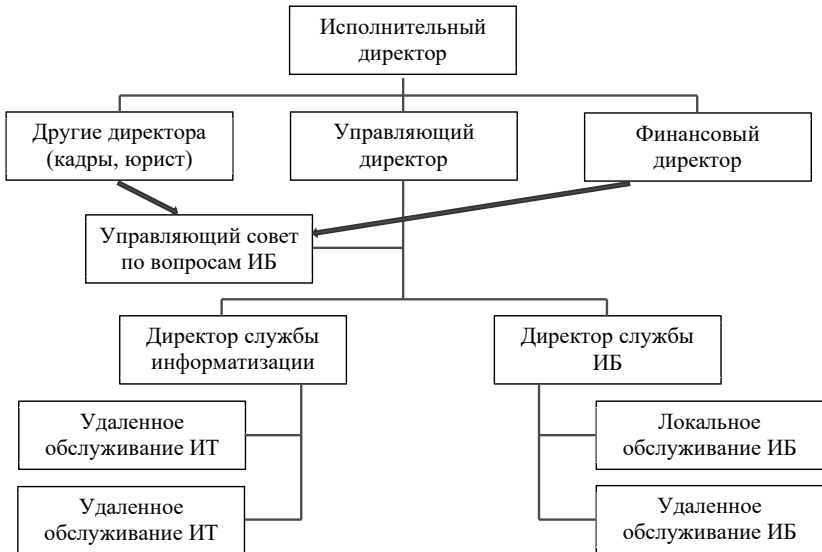 Исполнительный
директор
Другие директора
(кадры, юрист)
Управляющий
директор
Финансовый
директор
Управляющий совет
по вопросам ИБ
Директор службы
информатизации
Директор службы
ИБ
Удаленное
обслуживание ИТ
Локальное
обслуживание ИБ
Удаленное
обслуживание ИТ
Удаленное
обслуживание ИБ